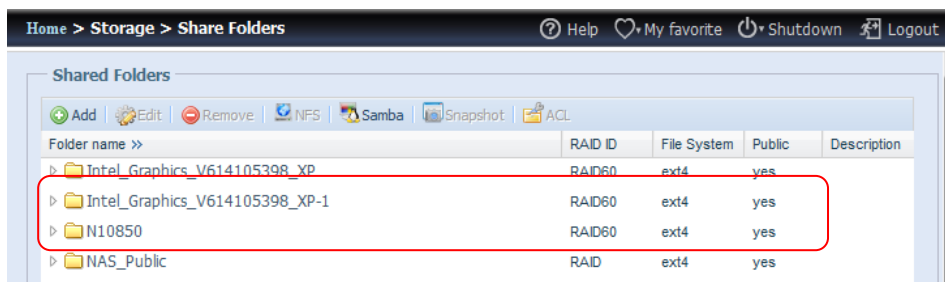 Home > Storage > Share Folders Help My favorite Shutdown Logout
Shared Folders
Add Edit Remove NFS Samba Snapshot ACL
Folder name » RAID ID File System Public Description
Intel_Graphics_V614105398_XP RAID60 ext4 yes
Intel_Graphics_V614105398_XP-1 RAID60 ext4 yes
N10850 RAID60 ext4 yes
NAS_Public RAID ext4 yes